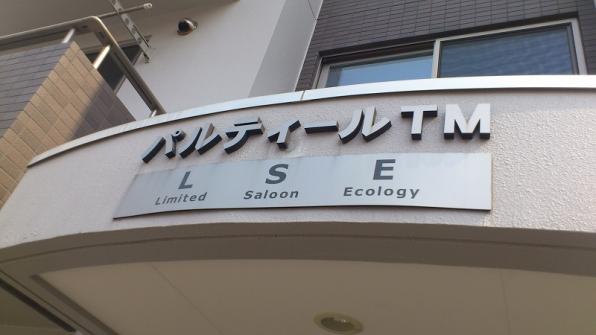 パルティールTM
L S E
Limited Saloon Ecology